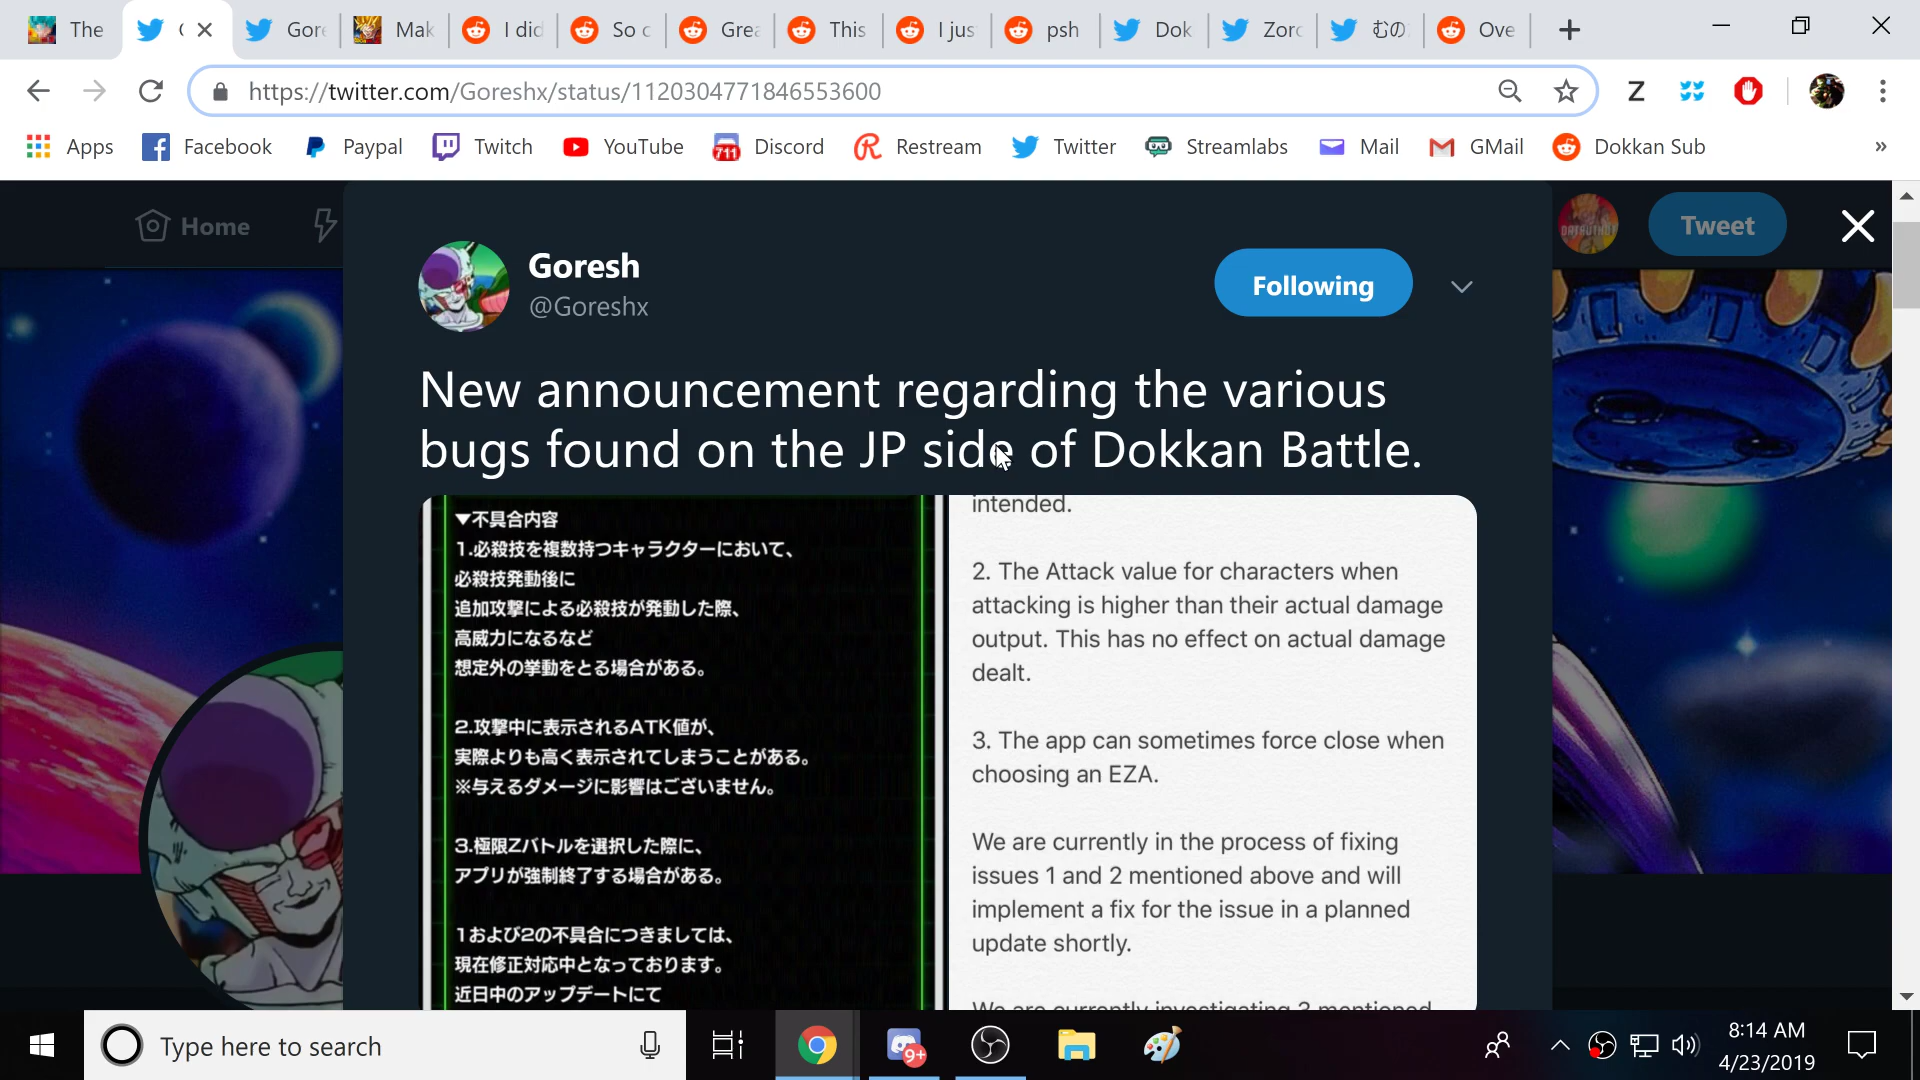 The
(
Gore
Mak
I did
So c
Grea
This
I jus
psh
Dok
Zorc
むの
Ove
https://twitter.com/Goreshx/status/1120304771846553600
Z
Apps
Facebook
Paypal
Twitch
711
YouTube
Discord
Restream
Twitter
Streamlabs
Mail
GMail
Dokkan Sub
»
Home
Tweet
Goresh
@Goreshx
Following
New announcement regarding the various
bugs found on the JP side of Dokkan Battle.
▼不具合内容
1.必殺技を複数持つキャラクターにおいて、
必殺技発動後に
追加攻撃による必殺技が発動した際、
高威力になるなど
想定外の挙動をとる場合がある。
2.攻撃中に表示されるATK値が、
実際よりも高く表示されてしまうことがある。
※与えるダメージに影響はございません。
3.極限Zバトルを選択した際に、
アプリが強制終了する場合がある。
1および2の不具合につきましては、
現在修正対応中となっております。
近日中のアップデートにて
intended.
2. The Attack value for characters when
attacking is higher than their actual damage
output. This has no effect on actual damage
dealt.
3. The app can sometimes force close when
choosing an EZA.
We are currently in the process of fixing
issues 1 and 2 mentioned above and will
implement a fix for the issue in a planned
update shortly.
We are currently investigating 3 mentioned
Type here to search
9+
8:14 AM
4/23/2019